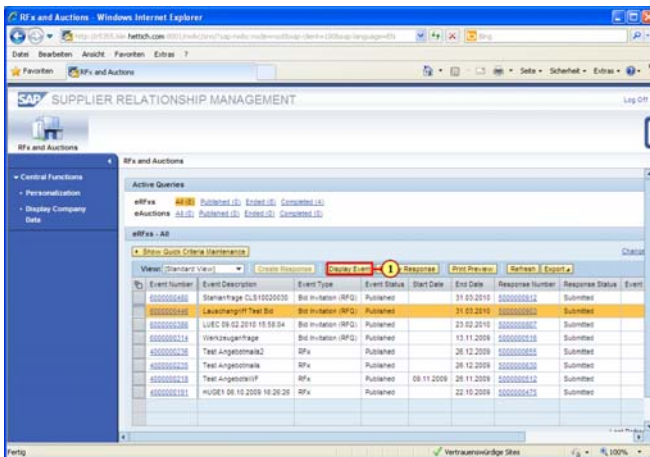 RFx and Auctions - Windows Internet Explorer
Bing
Datei Bearbeiten Ansicht Favoriten Extras ?
Favoriten RFx and Auctions Seite Sicherheit Extras
SAP SUPPLIER RELATIONSHIP MANAGEMENT Log Off
RFx and Auctions
RFx and Auctions
Central Functions
Personalization
Display Company Data
Active Queries
eRFxs All (8) Published (0) Ended (0) Completed (4)
eAuctions All (0) Published (0) Ended (0) Completed (0)
eRFxs - All
Show Quick Criteria Maintenance Change
View: [Standard View] Create Response Display Event 1 Response Print Preview Refresh Export
Event Number Event Description Event Type Event Status Start Date End Date Response Number Response Status Event
Bid Invitation (RFQ) Published 31.03.2010 Submitted
Lauschangriff Test Bid Bid Invitation (RFQ) Published 31.03.2010 Submitted
LUEC 09.02.2010 15:58:04 Bid Invitation (RFQ) Published 23.02.2010 Submitted
Werkzeuganfrage Bid Invitation (RFQ) Published 13.11.2009 Submitted
Test Angebotmails2 RFx Published 26.12.2009 Submitted
Test Angebotmails RFx Published 26.12.2009 Submitted
RFx Published 09.11.2009 26.11.2009 Submitted
HUGE1 06.10.2009 16:26:26 RFx Published 22.10.2009 Submitted
Fertig Vertrauenswürdige Sites 100%